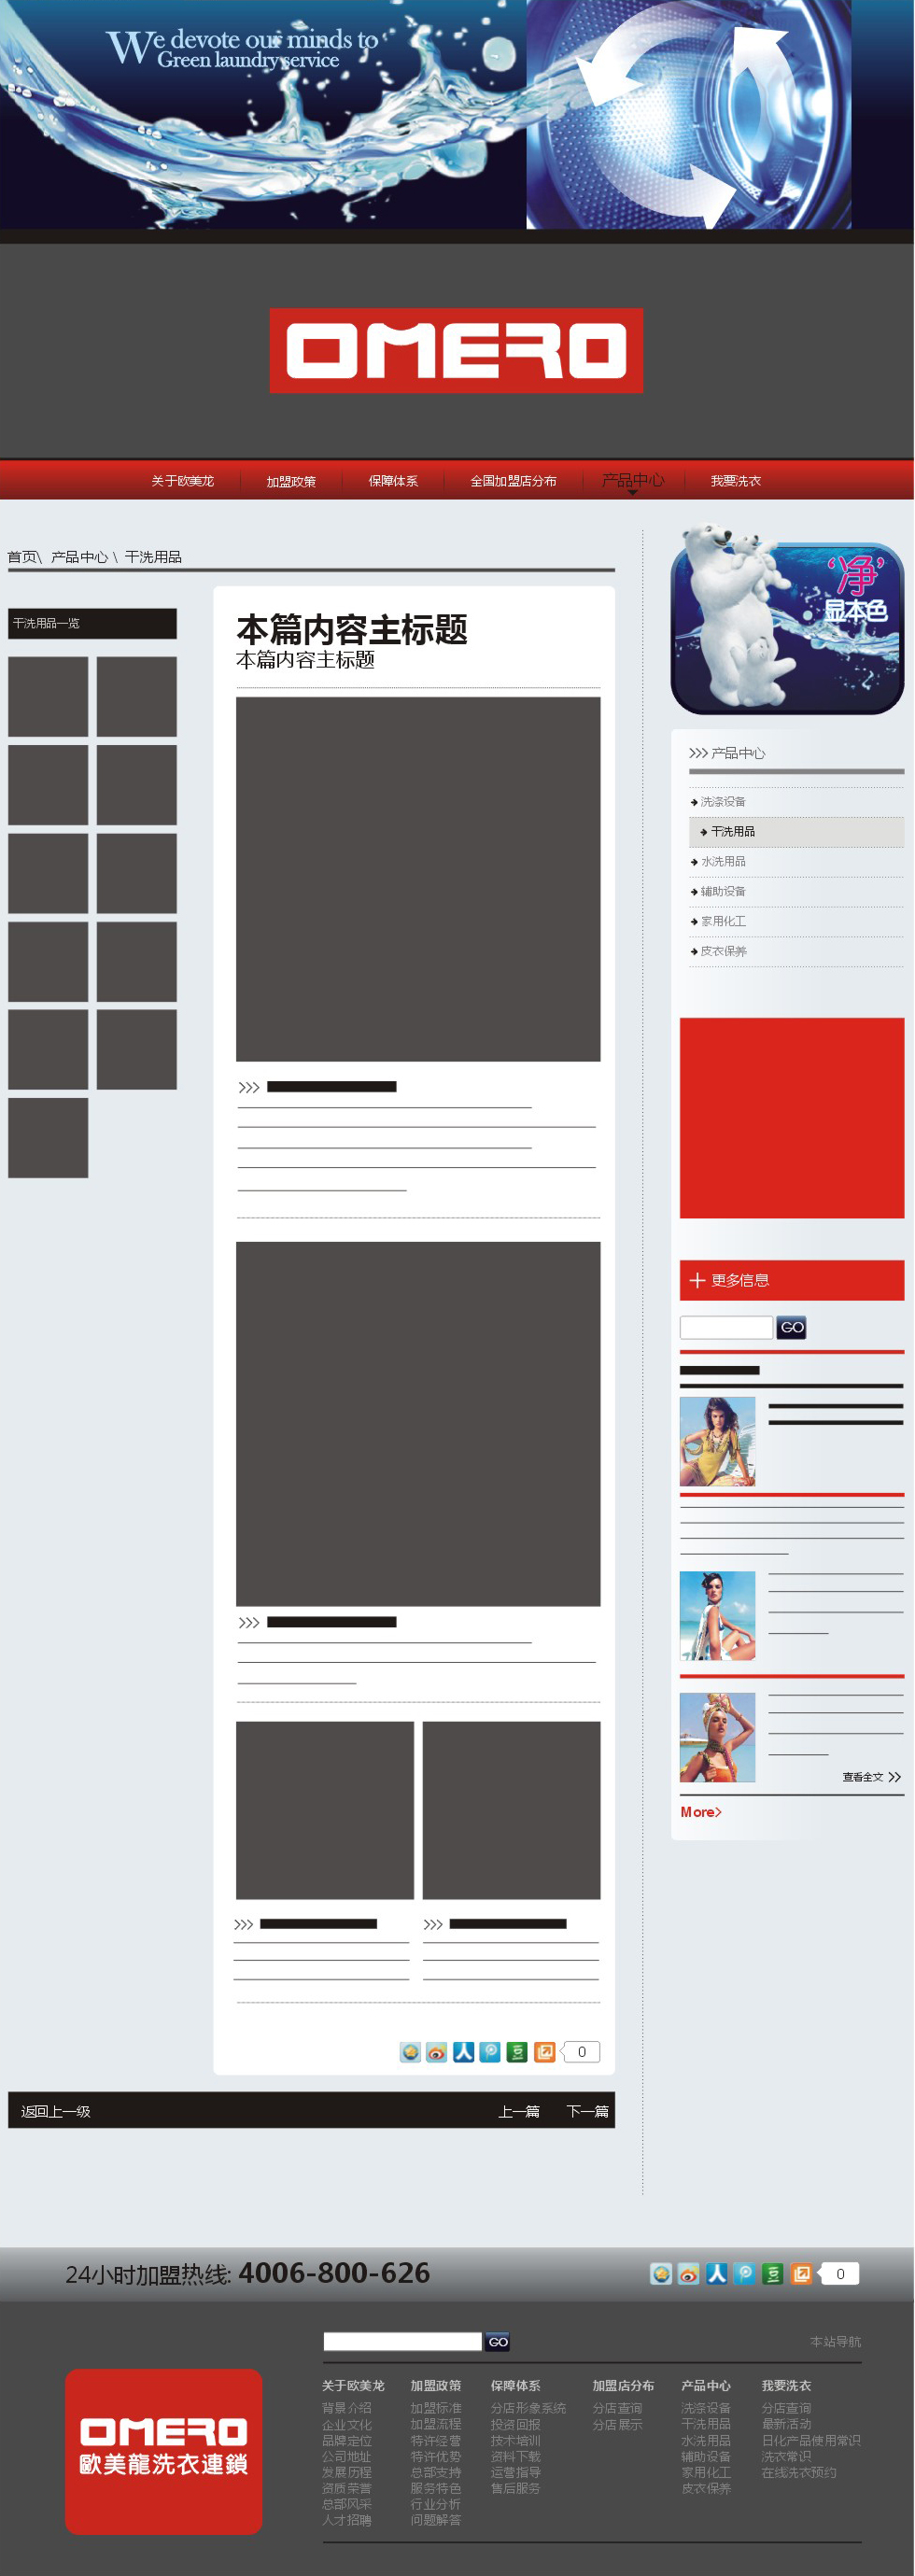 We devote our minds to
Green laundry service
OMERO
关于欧美龙
加盟政策
保障体系
全国加盟店分布
产品中心
我要洗衣
首页\ 产品中心 \ 干洗用品
干洗用品一览
本篇内容主标题
本篇内容主标题
‘净’
显本色
产品中心
洗涤设备
干洗用品
水洗用品
辅助设备
家用化工
皮衣保养
更多信息
GO
查看全文
More>
0
返回上一级
上一篇
下一篇
24小时加盟热线: 4006-800-626
0
GO
本站导航
OMERO
歐美龍洗衣連鎖
关于欧美龙
背景介绍
企业文化
品牌定位
公司地址
发展历程
资质荣誉
总部风采
人才招聘
加盟政策
加盟标准
加盟流程
特许经营
特许优势
总部支持
服务特色
行业分析
问题解答
保障体系
分店形象系统
投资回报
技术培训
资料下载
运营指导
售后服务
加盟店分布
分店查询
分店展示
产品中心
洗涤设备
干洗用品
水洗用品
辅助设备
家用化工
皮衣保养
我要洗衣
分店查询
最新活动
日化产品使用常识
洗衣常识
在线洗衣预约